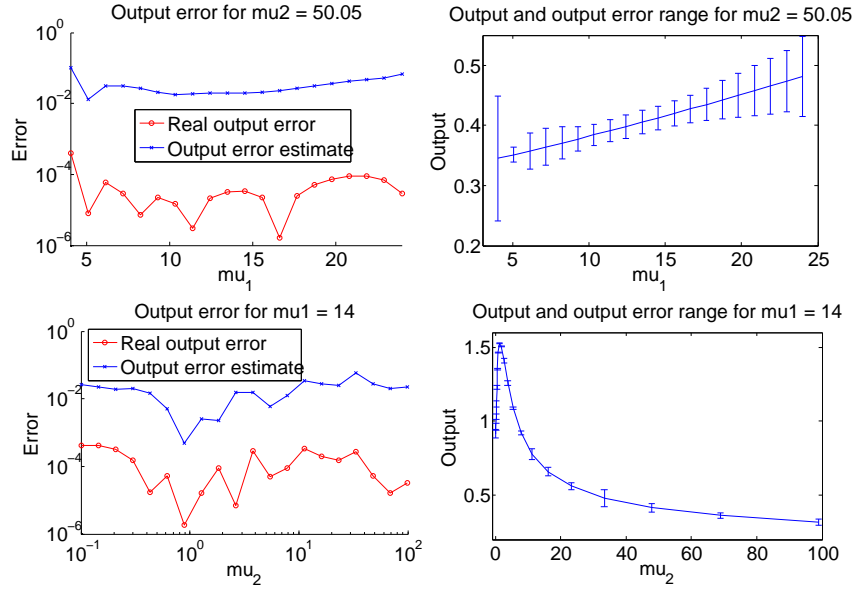 Output error for mu2 = 50.05
10^0
10^-2
10^-4
10^-6
Error
Real output error
Output error estimate
5
10
15
20
mu_1
Output and output error range for mu2 = 50.05
0.5
0.4
0.3
0.2
Output
5
10
15
20
25
mu_1
Output error for mu1 = 14
10^0
10^-2
10^-4
10^-6
Error
Real output error
Output error estimate
10^-1
10^0
10^1
10^2
mu_2
Output and output error range for mu1 = 14
1.5
1
0.5
Output
0
20
40
60
80
100
mu_2